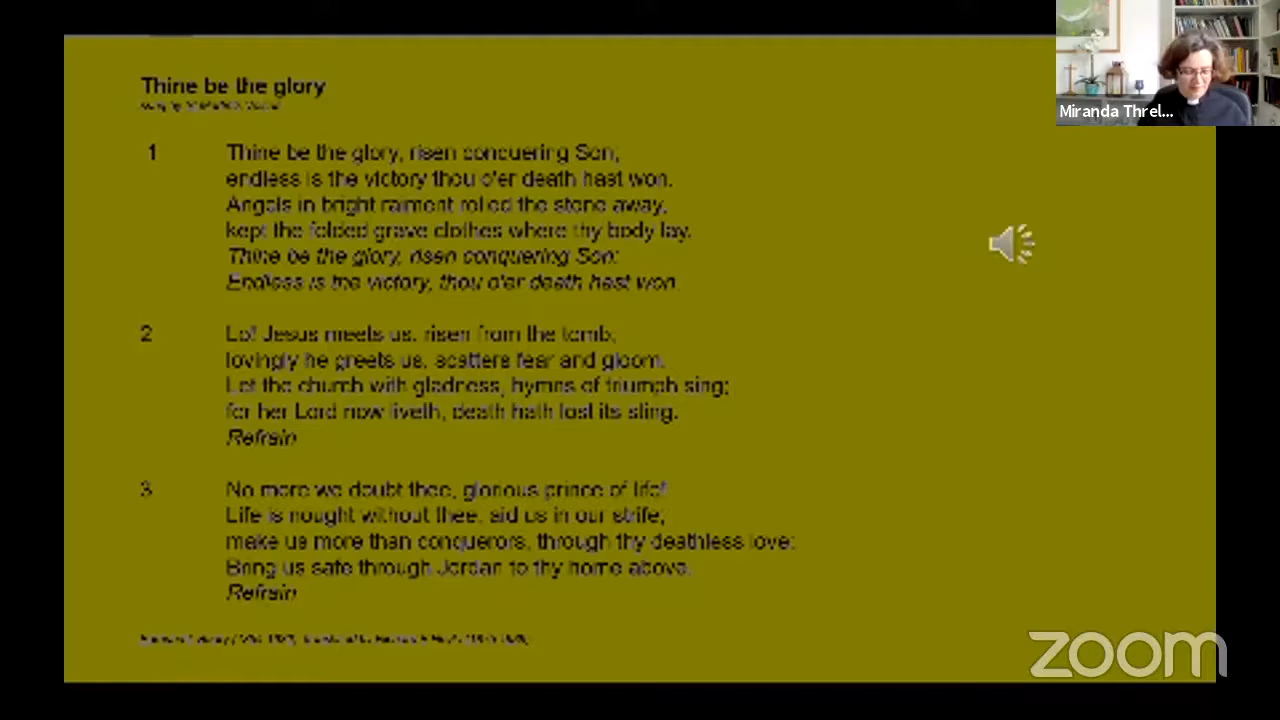 Miranda Threl...
Thine be the glory
1
Thine be the glory, risen conquering Son;
endless is the victory thou o'er death hast won.
Angels in bright raiment rolled the stone away,
kept the folded grave clothes where thy body lay.
Thine be the glory, risen conquering Son:
Endless is the victory, thou o'er death hast won
2
Lo! Jesus meets us, risen from the tomb;
lovingly he greets us, scatters fear and gloom.
Let the church with gladness, hymns of triumph sing;
for her Lord now liveth, death hath lost its sting.
Refrain
3
No more we doubt thee, glorious prince of life!
Life is nought without thee, aid us in our strife;
make us more than conquerors, through thy deathless love:
Bring us safe through Jordan to thy home above.
Refrain
zoom